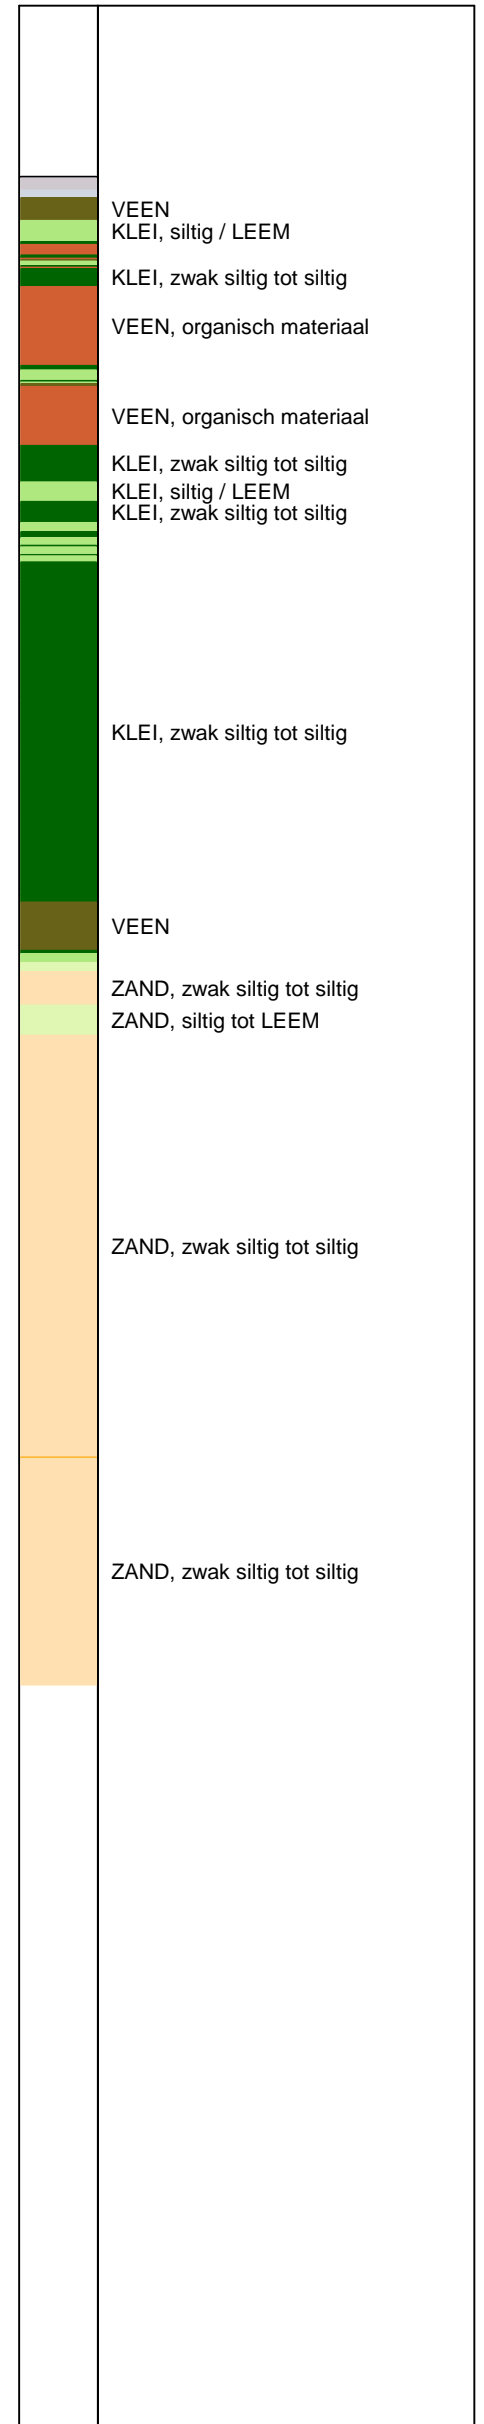 VEEN
KLEI, siltig / LEEM
KLEI, zwak siltig tot siltig
VEEN, organisch materiaal
VEEN, organisch materiaal
KLEI, zwak siltig tot siltig
KLEI, siltig / LEEM
KLEI, zwak siltig tot siltig
KLEI, zwak siltig tot siltig
VEEN
ZAND, zwak siltig tot siltig
ZAND, siltig tot LEEM
ZAND, zwak siltig tot siltig
ZAND, zwak siltig tot siltig